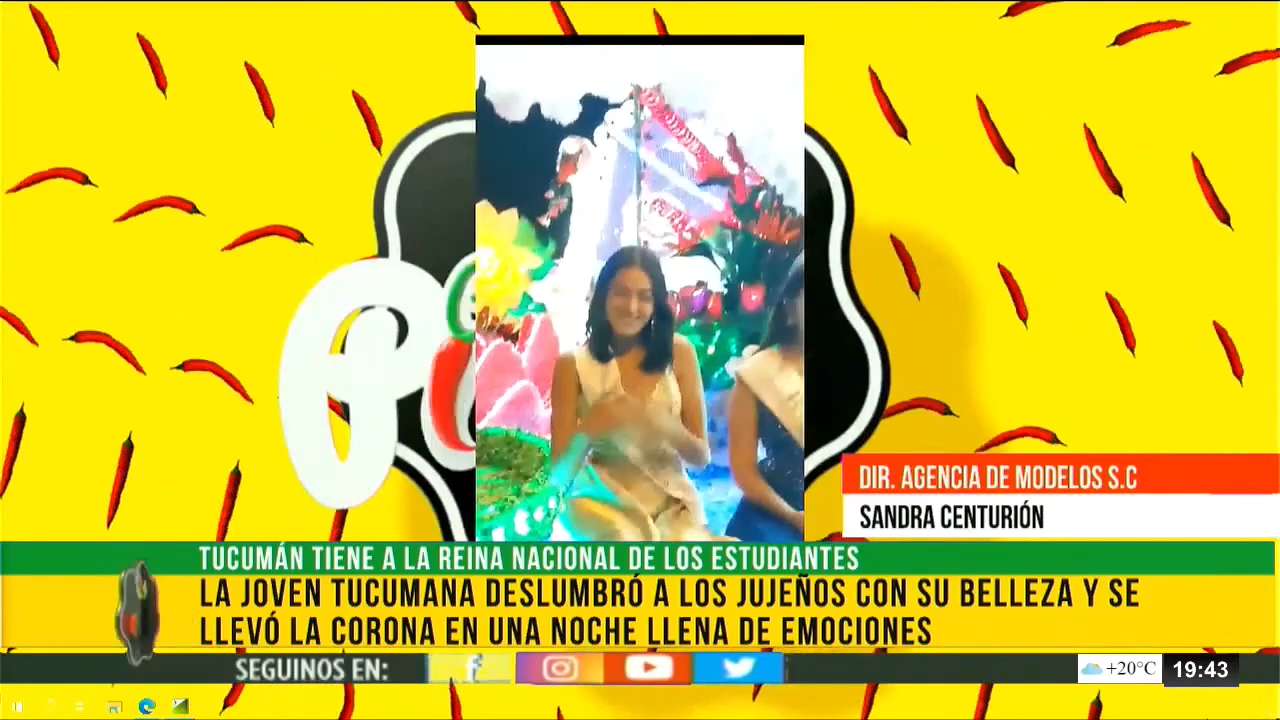 DIR. AGENCIA DE MODELOS S.C
SANDRA CENTURIÓN
TUCUMÁN TIENE A LA REINA NACIONAL DE LOS ESTUDIANTES
LA JOVEN TUCUMANA DESLUMBRÓ A LOS JUJEÑOS CON SU BELLEZA Y SE
LLEVÓ LA CORONA EN UNA NOCHE LLENA DE EMOCIONES
SEGUINOS EN:
+20°C 19:43